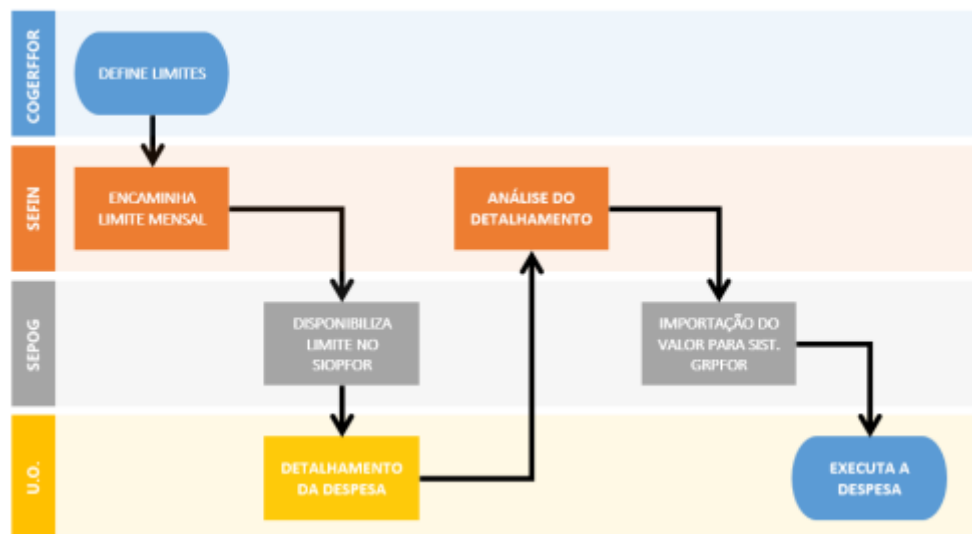 COGERFFOR
DEFINE LIMITES
SEFIN
ENCAMINHA
LIMITE MENSAL
ANÁLISE DO
DETALHAMENTO
SEPOG
DISPONIBILIZA
LIMITE NO
SIOPFOR
IMPORTAÇÃO DO
VALOR PARA SIST.
GRPFOR
U.O.
DETALHAMENTO
DA DESPESA
EXECUTA A
DESPESA